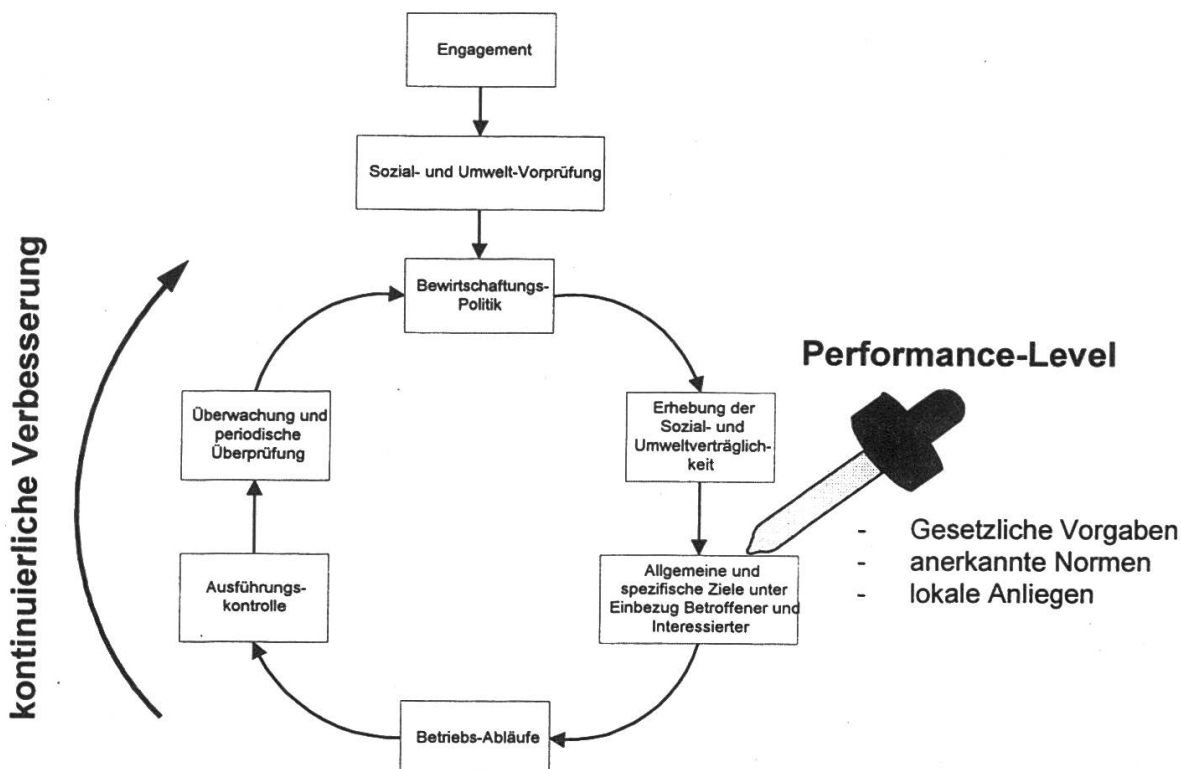 Engagement
Sozial- und Umwelt-Vorprüfung
Bewirtschaftungs-
Politik
Performance-Level
Erhebung der
Sozial- und
Umweltverträglich-
keit
- Gesetzliche Vorgaben
- anerkannte Normen
- lokale Anliegen
Allgemeine und
spezifische Ziele unter
Einbezug Betroffener und
Interessierter
Betriebs-Abläufe
Ausführungs-
kontrolle
Überwachung und
periodische
Überprüfung
kontinuierliche Verbesserung